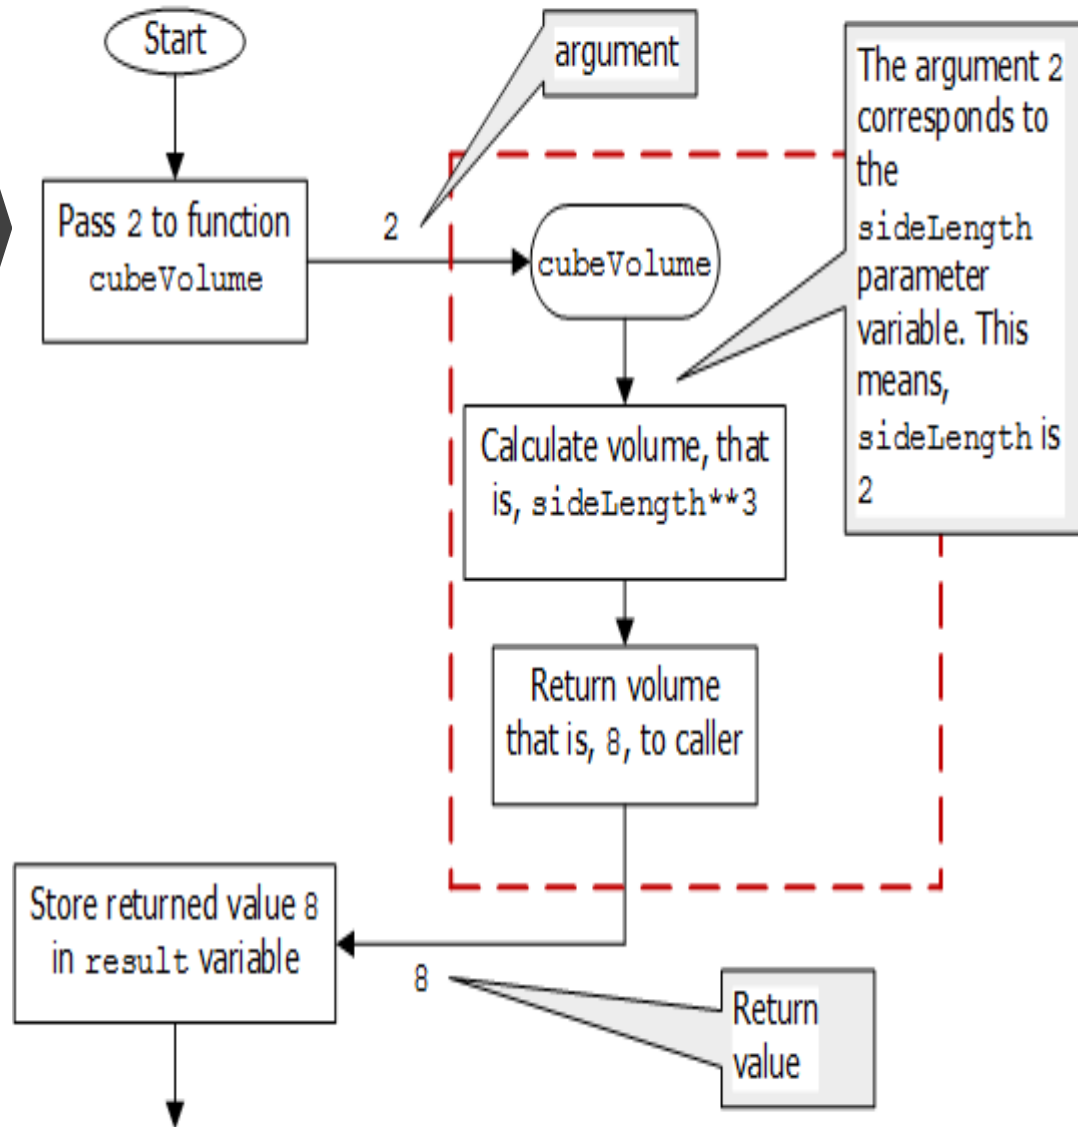 Start
argument
The argument 2
corresponds to
the
sideLength
parameter
variable. This
means,
sideLength is
2
Pass 2 to function
cubeVolume
2
cubeVolume
Calculate volume, that
is, sideLength**3
Return volume
that is, 8, to caller
Store returned value 8
in result variable
8
Return
value